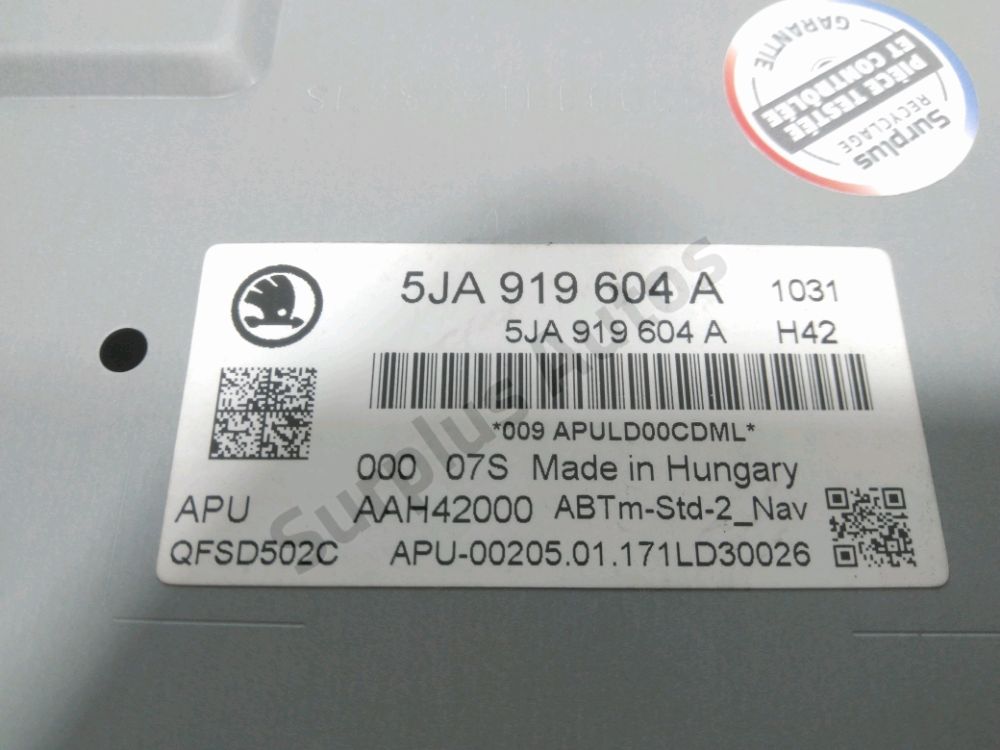 GARANTIE
PIÈCE TESTÉE
ET CONTRÔLÉE
Surplus
RECYCLAGE
5JA 919 604 A 1031
5JA 919 604 A H42
*009 APULD00CDML*
000 07S Made in Hungary
APU AAH42000 ABTm-Std-2_Nav
QFSD502C APU-00205.01.171LD30026
Surplus Autos